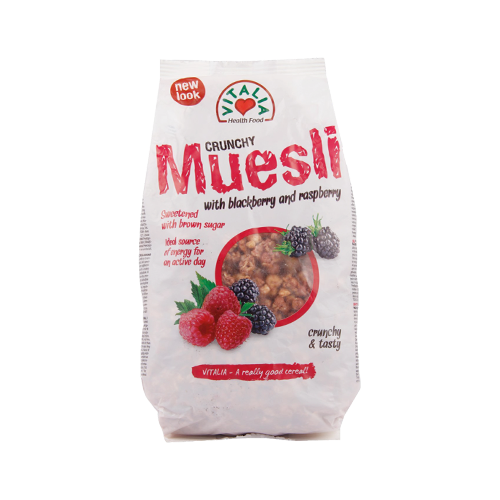 new
look
VITALIA
Health Food
CRUNCHY
Muesli
with blackberry and raspberry
Sweetened
with brown sugar
Ideal source
of energy for
an active day
crunchy
& tasty
VITALIA - A really good cereal!